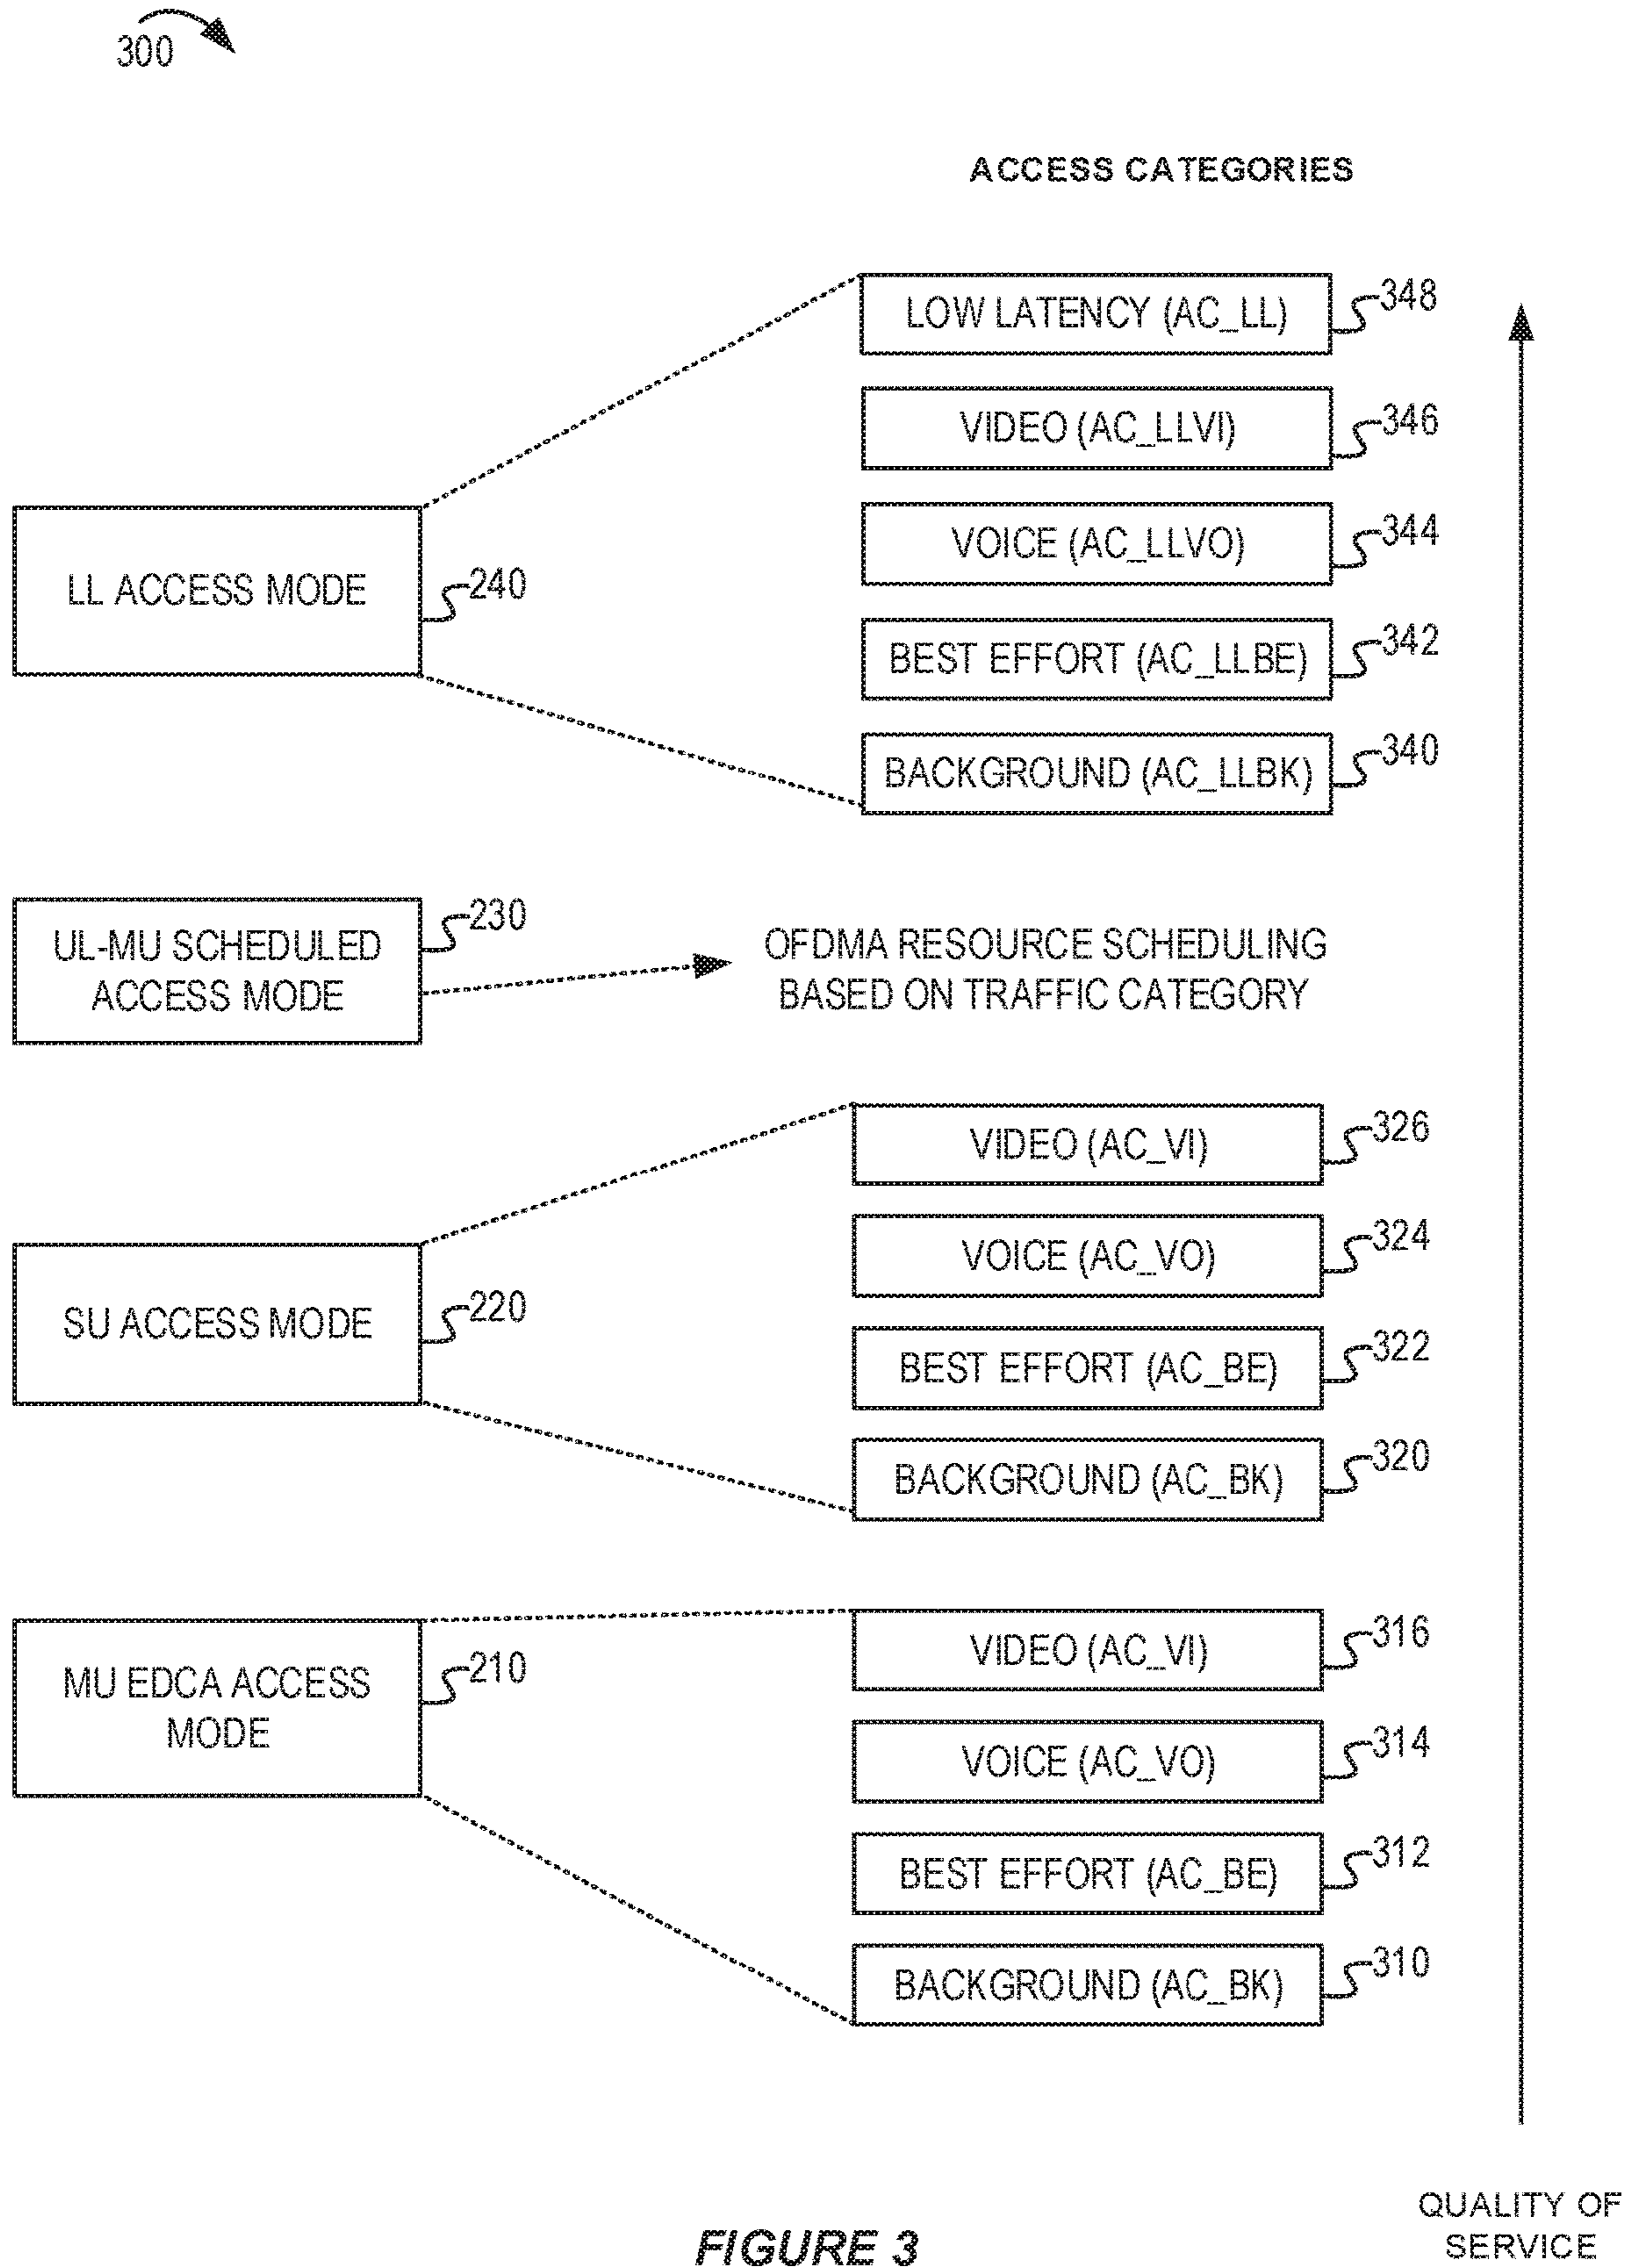 300
ACCESS CATEGORIES
LOW LATENCY (AC_LL)
348
VIDEO (AC_LLVI)
346
VOICE (AC_LLVO)
344
LL ACCESS MODE
240
BEST EFFORT (AC_LLBE)
342
BACKGROUND (AC_LLBK)
340
UL-MU SCHEDULED
ACCESS MODE
230
OFDMA RESOURCE SCHEDULING
BASED ON TRAFFIC CATEGORY
VIDEO (AC_VI)
326
VOICE (AC_VO)
324
SU ACCESS MODE
220
BEST EFFORT (AC_BE)
322
BACKGROUND (AC_BK)
320
MU EDCA ACCESS
MODE
210
VIDEO (AC_VI)
316
VOICE (AC_VO)
314
BEST EFFORT (AC_BE)
312
BACKGROUND (AC_BK)
310
QUALITY OF
SERVICE
FIGURE 3